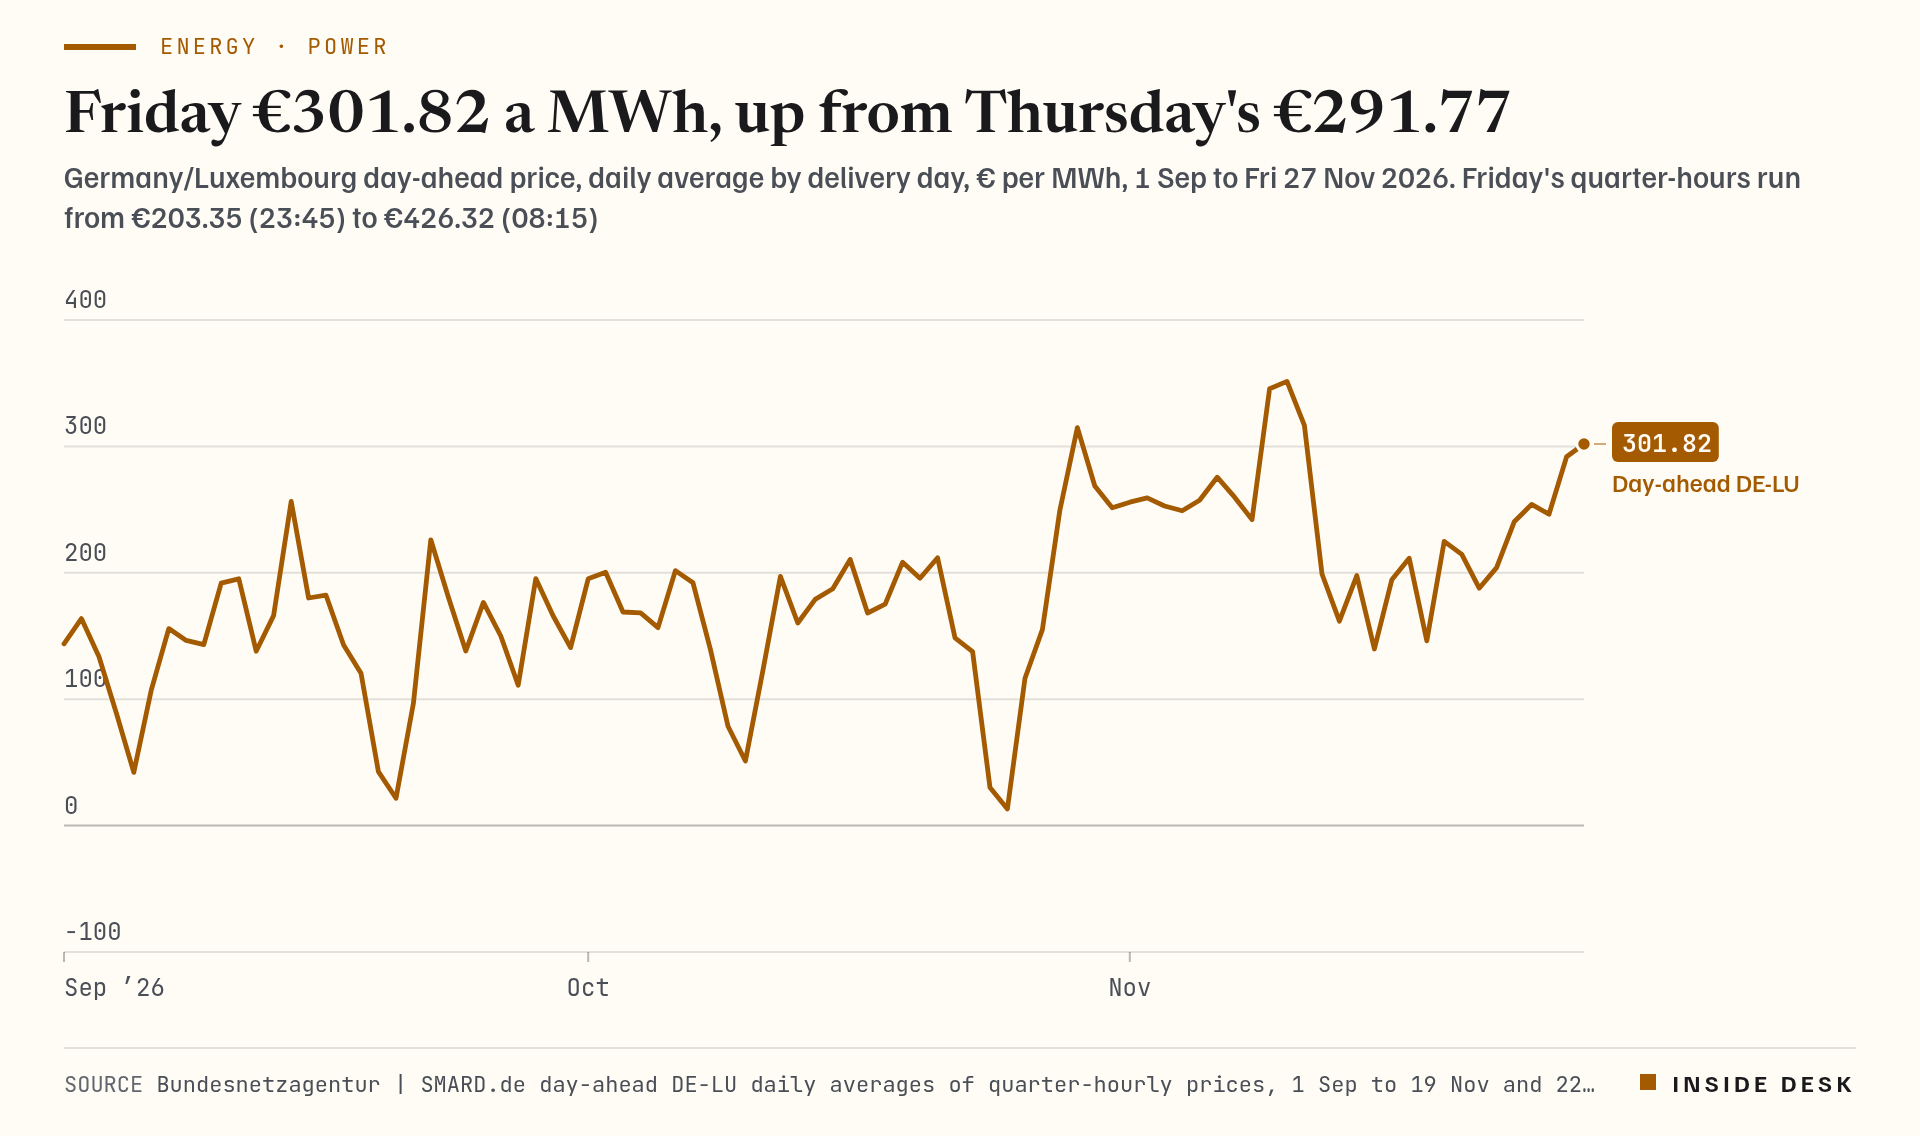 ENERGY · POWER
Friday €301.82 a MWh, up from Thursday's €291.77
Germany/Luxembourg day-ahead price, daily average by delivery day, € per MWh, 1 Sep to Fri 27 Nov 2026. Friday's quarter-hours run
from €203.35 (23:45) to €426.32 (08:15)
400
300
301.82
Day-ahead DE-LU
200
100
0
-100
Sep ’26 Oct Nov
SOURCE Bundesnetzagentur | SMARD.de day-ahead DE-LU daily averages of quarter-hourly prices, 1 Sep to 19 Nov and 22…
INSIDE DESK